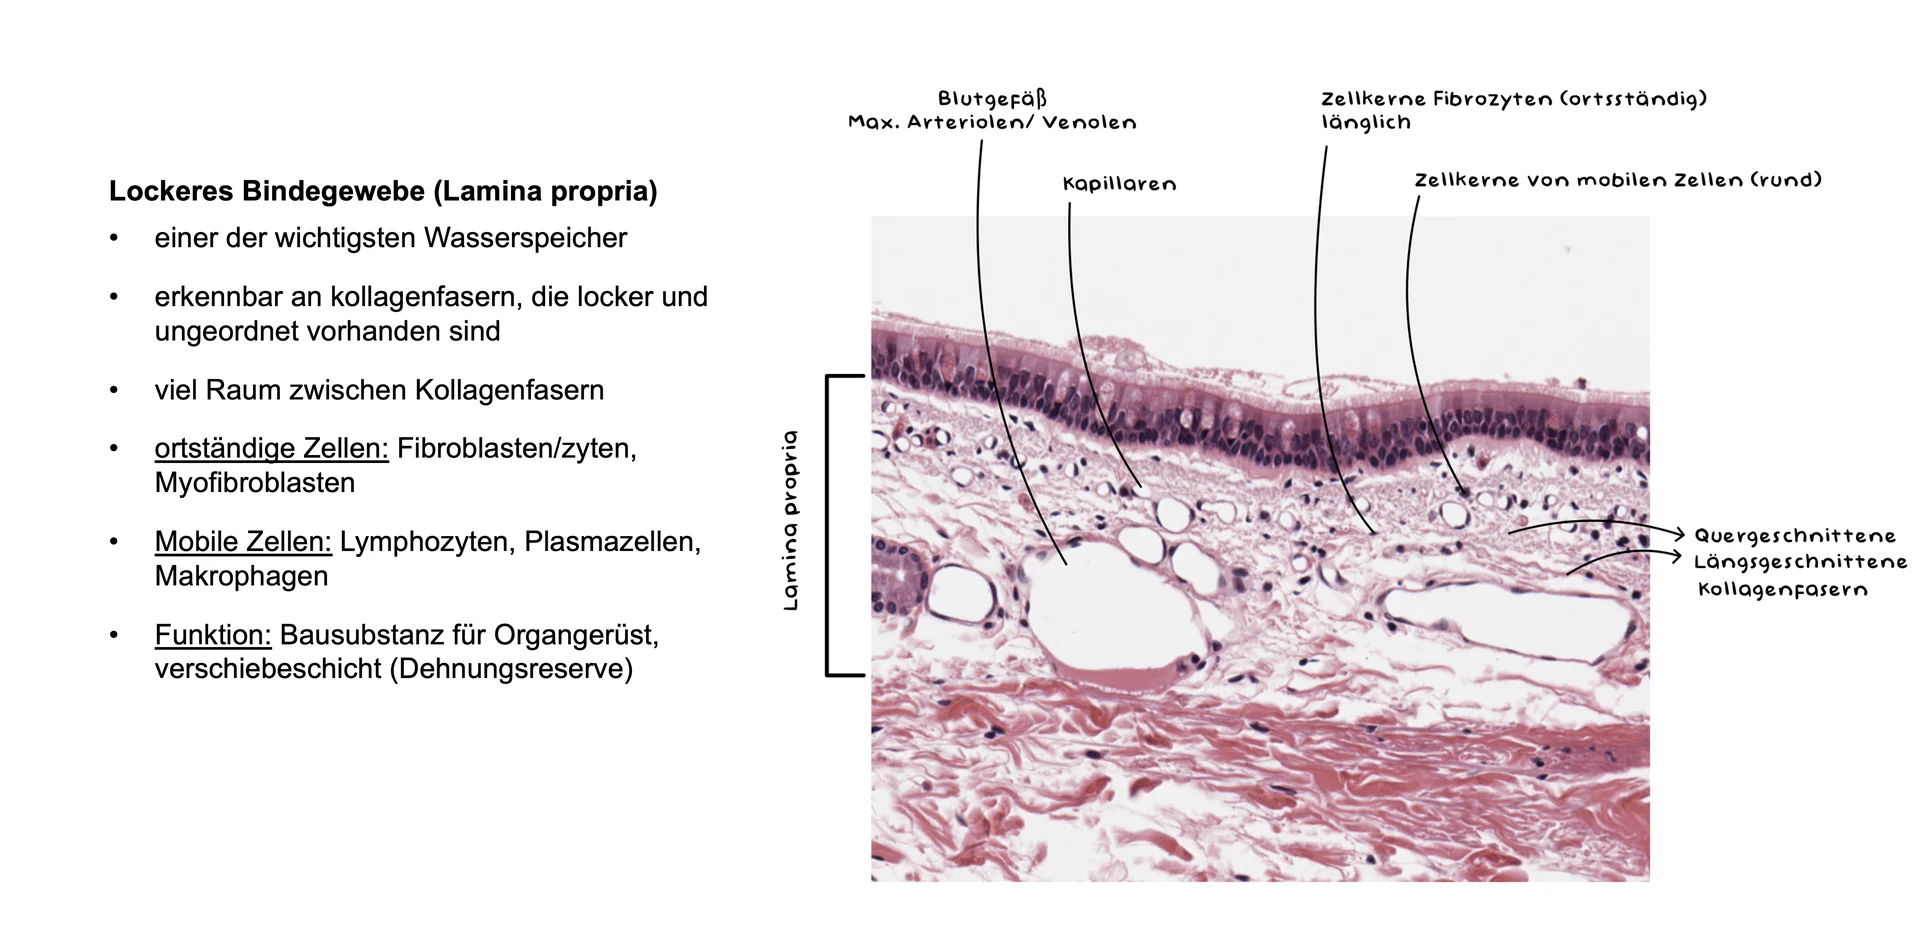 Lockeres Bindegewebe (Lamina propria)
• einer der wichtigsten Wasserspeicher
• erkennbar an kollagenfasern, die locker und
ungeordnet vorhanden sind
• viel Raum zwischen Kollagenfasern
• ortständige Zellen: Fibroblasten/zyten,
Myofibroblasten
• Mobile Zellen: Lymphozyten, Plasmazellen,
Makrophagen
• Funktion: Bausubstanz für Organgerüst,
verschiebeschicht (Dehnungsreserve)
Blutgefäß
Max. Arteriolen/ Venolen
Kapillaren
Zellkerne Fibrozyten (ortsständig)
länglich
Zellkerne von mobilen Zellen (rund)
Lamina propria
Quergeschnittene
Längsgeschnittene
Kollagenfasern